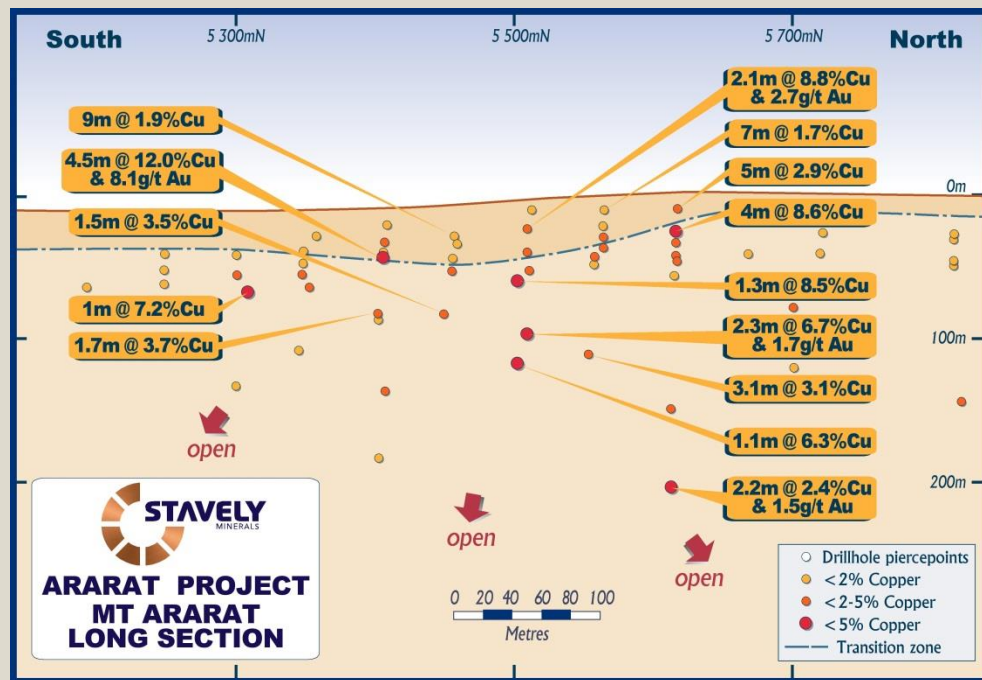 South
5 300mN
5 500mN
5 700mN
North
9m @ 1.9%Cu
4.5m @ 12.0%Cu
& 8.1g/t Au
1.5m @ 3.5%Cu
1m @ 7.2%Cu
1.7m @ 3.7%Cu
2.1m @ 8.8%Cu
& 2.7g/t Au
7m @ 1.7%Cu
5m @ 2.9%Cu
4m @ 8.6%Cu
1.3m @ 8.5%Cu
2.3m @ 6.7%Cu
& 1.7g/t Au
3.1m @ 3.1%Cu
1.1m @ 6.3%Cu
2.2m @ 2.4%Cu
& 1.5g/t Au
0m
100m
200m
open
open
open
STAVELY
MINERALS
ARARAT PROJECT
MT ARARAT
LONG SECTION
0 20 40 60 80 100
Metres
Drillhole piercepoints
<2% Copper
<2-5% Copper
<5% Copper
Transition zone